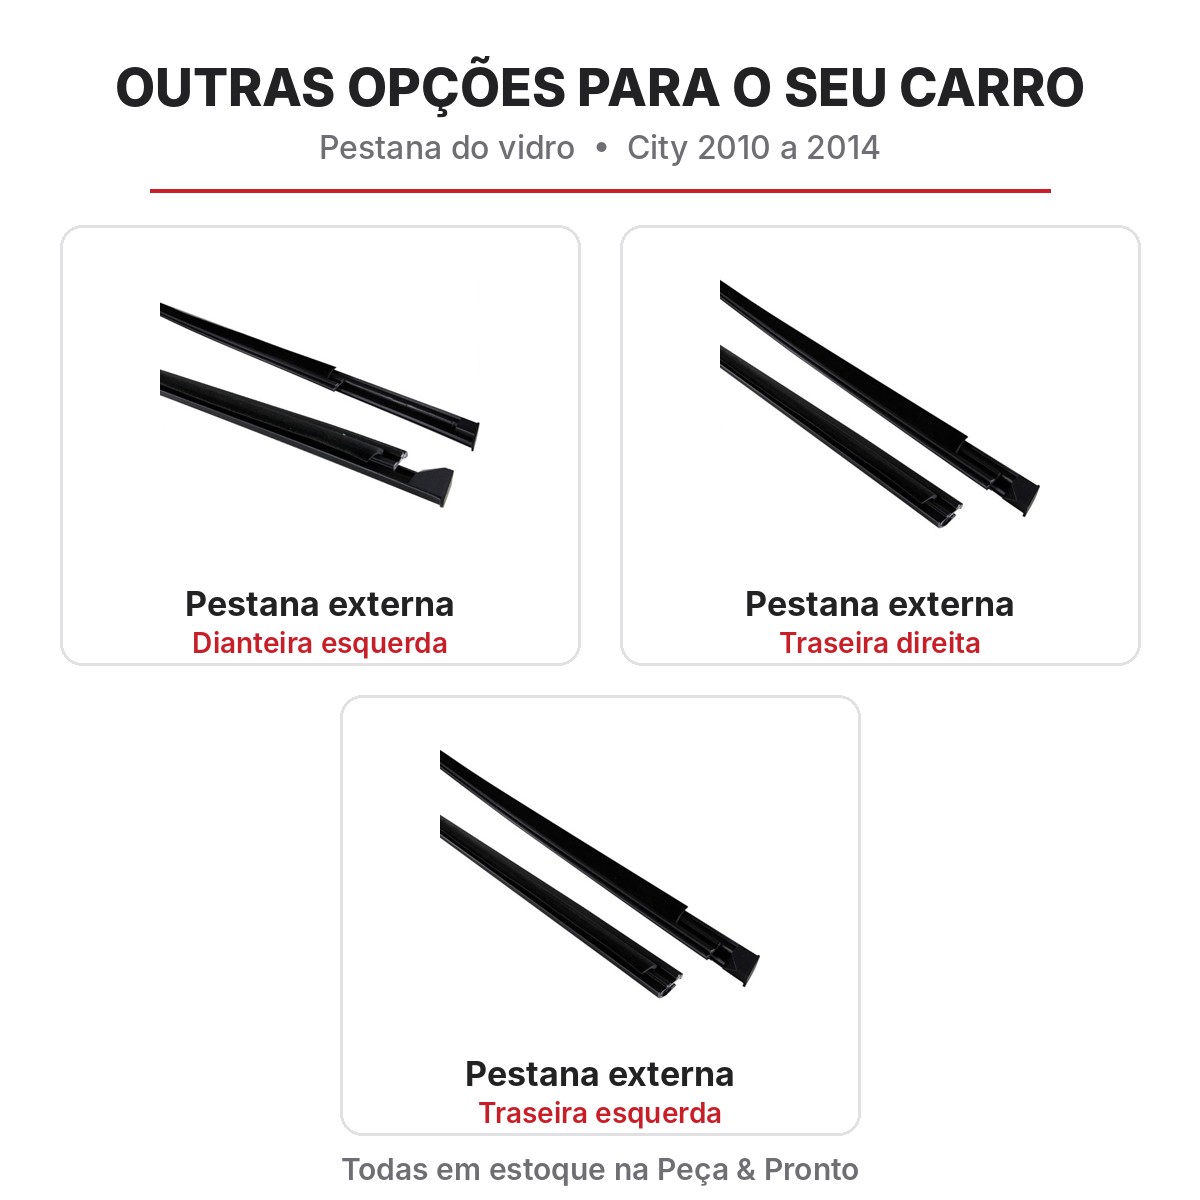 OUTRAS OPÇÕES PARA O SEU CARRO
Pestana do vidro • City 2010 a 2014
Pestana externa
Dianteira esquerda
Pestana externa
Traseira direita
Pestana externa
Traseira esquerda
Todas em estoque na Peça & Pronto